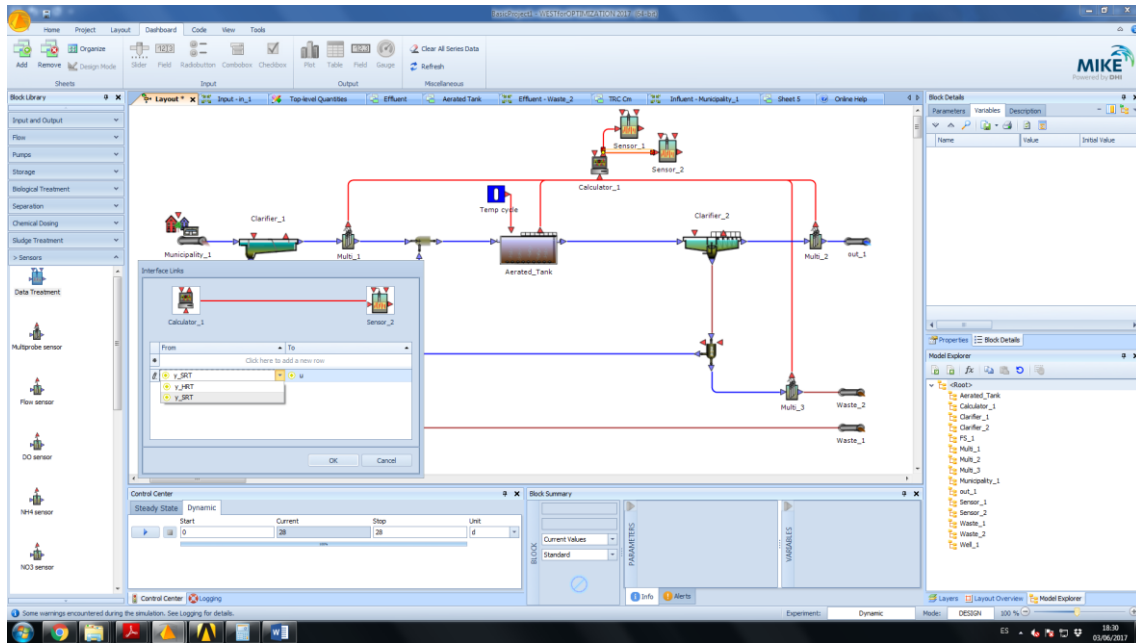 EasyProject1 - WEST®OPTIMIZATION 2017 (64-bit)
Home Project Layout Dashboard Code View Tools
Add Remove Organize Design Mode
Slider Field Radiobutton Combobox Checkbox
Plot Table Field Gauge
Clear All Series Data
Refresh
Sheets Input Output Miscellaneous
MIKE
Powered by DHI
Block Library
Layout * Input - in_1 Top-level Quantities Effluent Aerated Tank Effluent - Waste_2 TRC Cm Influent - Municipality_1 Sheet 5 Online Help
Input and Output
Flow
Pumps
Storage
Biological Treatment
Separation
Chemical Dosing
Sludge Treatment
> Sensors
Data Treatment
Multiprobe sensor
Flow sensor
DO sensor
NH4 sensor
NO3 sensor
Sensor_1
Sensor_2
Calculator_1
Temp cycle
Clarifier_1
Clarifier_2
Municipality_1
Multi_1
Aerated_Tank
Multi_2
out_1
Multi_3
Waste_2
Waste_1
Interface Links
Calculator_1
Sensor_2
From To
Click here to add a new row
y_SRT u
y_HRT
y_SRT
OK Cancel
Block Details
Parameters Variables Description
Name Value Initial Value
Properties Block Details
Model Explorer
<Root>
Aerated_Tank
Calculator_1
Clarifier_1
Clarifier_2
FS_1
Multi_1
Multi_2
Multi_3
Municipality_1
out_1
Sensor_1
Sensor_2
Waste_1
Waste_2
Well_1
Control Center
Steady State Dynamic
Start Current Stop Unit
0 28 28 d
Control Center Logging
Block Summary
BLOCK
Current Values
Standard
PARAMETERS
VARIABLES
Info Alerts
Layers Layout Overview Model Explorer
Some warnings encountered during the simulation. See Logging for details.
Experiment: Dynamic Mode: DESIGN 100 %
ES 18:30
03/06/2017